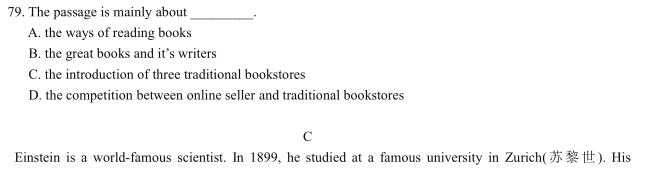 79. The passage is mainly about _________.
A. the ways of reading books
B. the great books and it's writers
C. the introduction of three traditional bookstores
D. the competition between online seller and traditional bookstores
C
Einstein is a world-famous scientist. In 1899, he studied at a famous university in Zurich(苏黎世). His